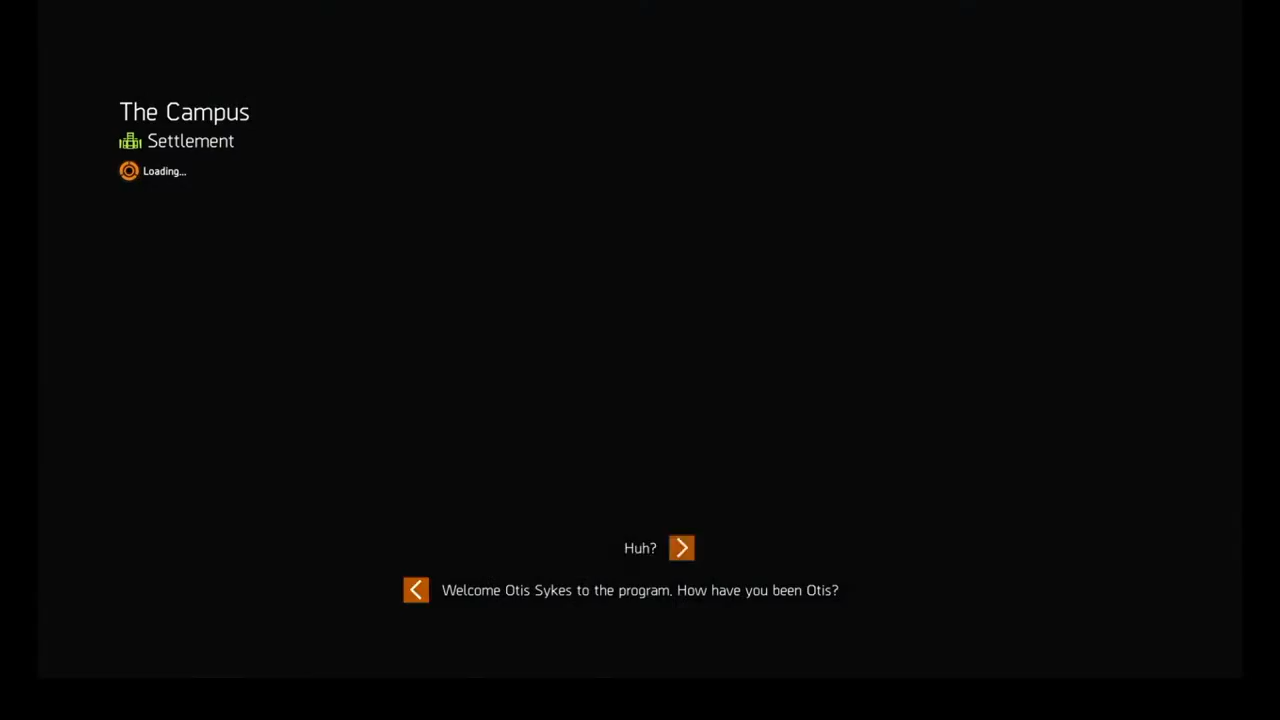 The Campus
Settlement
Loading...
Huh?
Welcome Otis Sykes to the program. How have you been Otis?